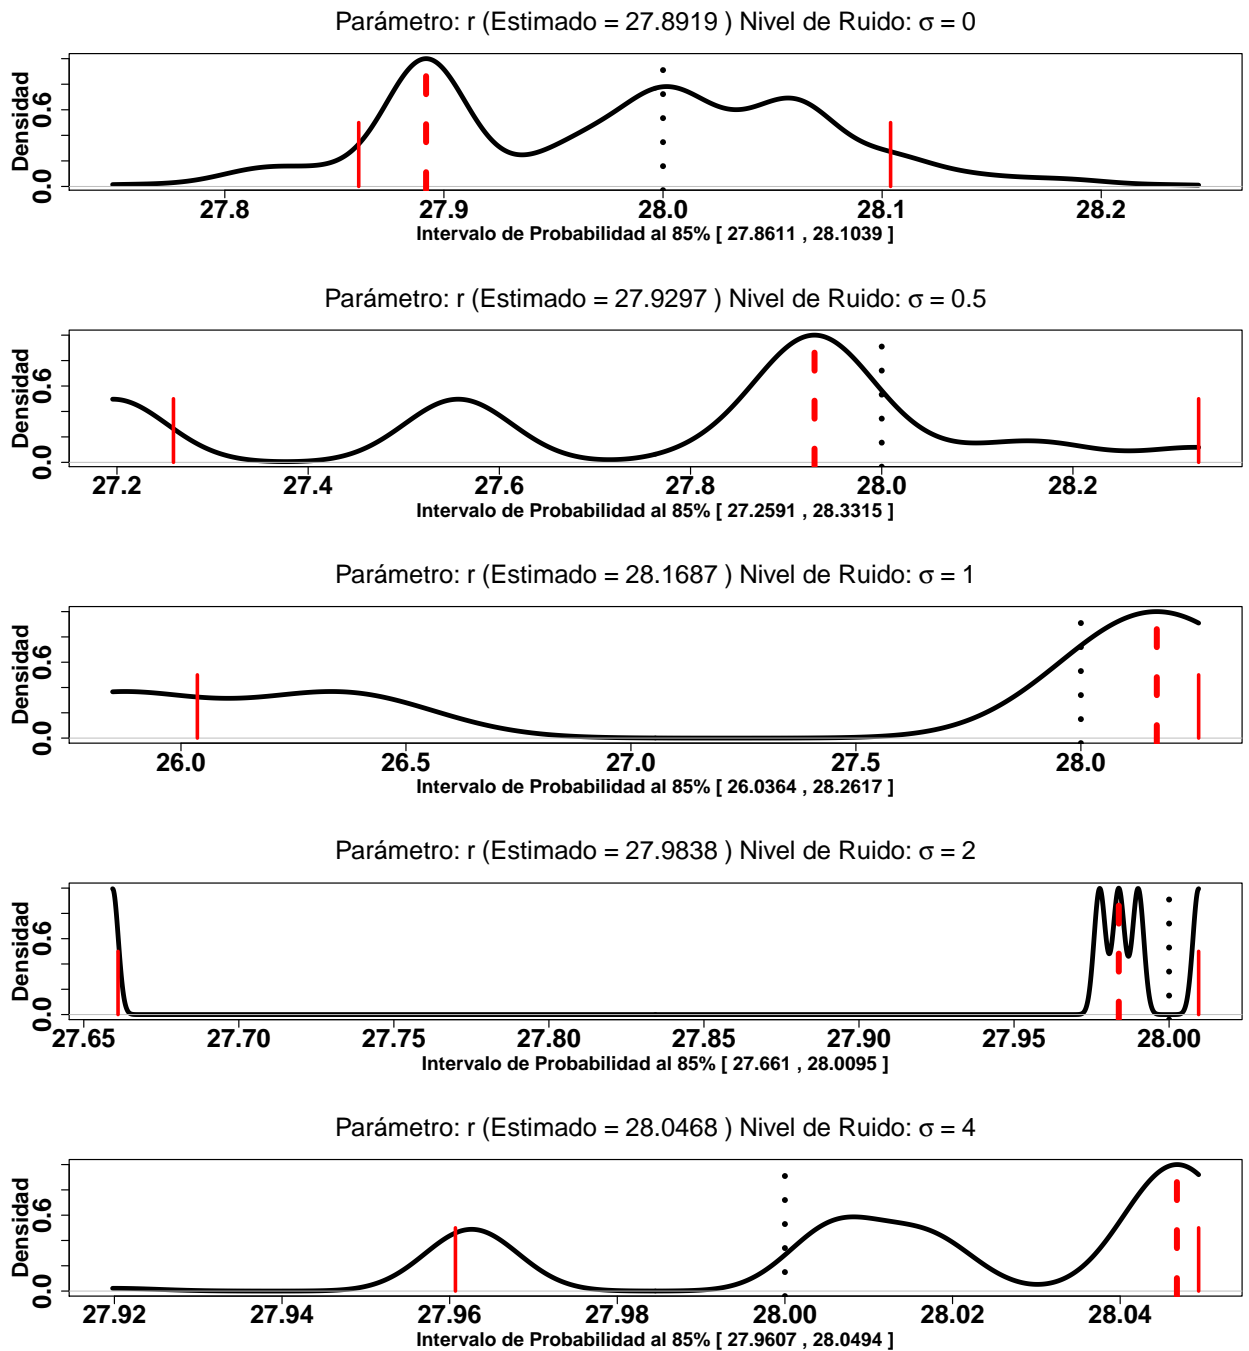 Parámetro: r (Estimado = 27.8919 ) Nivel de Ruido: σ = 0
Densidad
0.0 0.6
27.8 27.9 28.0 28.1 28.2
Intervalo de Probabilidad al 85% [ 27.8611 , 28.1039 ]
Parámetro: r (Estimado = 27.9297 ) Nivel de Ruido: σ = 0.5
Densidad
0.0 0.6
27.2 27.4 27.6 27.8 28.0 28.2
Intervalo de Probabilidad al 85% [ 27.2591 , 28.3315 ]
Parámetro: r (Estimado = 28.1687 ) Nivel de Ruido: σ = 1
Densidad
0.0 0.6
26.0 26.5 27.0 27.5 28.0
Intervalo de Probabilidad al 85% [ 26.0364 , 28.2617 ]
Parámetro: r (Estimado = 27.9838 ) Nivel de Ruido: σ = 2
Densidad
0.0 0.6
27.65 27.70 27.75 27.80 27.85 27.90 27.95 28.00
Intervalo de Probabilidad al 85% [ 27.661 , 28.0095 ]
Parámetro: r (Estimado = 28.0468 ) Nivel de Ruido: σ = 4
Densidad
0.0 0.6
27.92 27.94 27.96 27.98 28.00 28.02 28.04
Intervalo de Probabilidad al 85% [ 27.9607 , 28.0494 ]